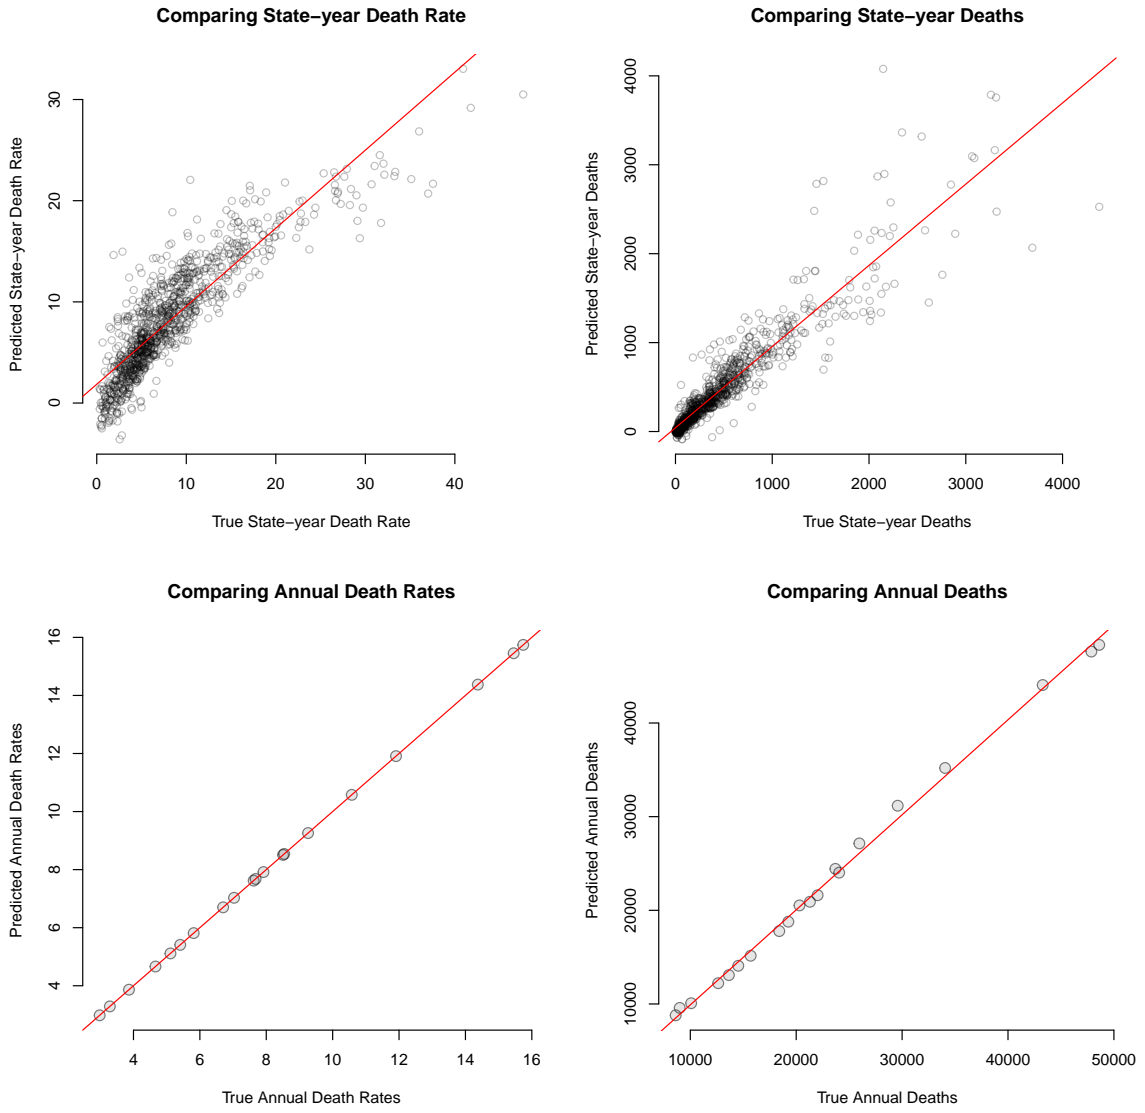 Comparing State−year Death Rate
Predicted State−year Death Rate
30
20
10
0
0 10 20 30 40
True State−year Death Rate
Comparing State−year Deaths
Predicted State−year Deaths
4000
3000
2000
1000
0
0 1000 2000 3000 4000
True State−year Deaths
Comparing Annual Death Rates
Predicted Annual Death Rates
16
14
12
10
8
6
4
4 6 8 10 12 14 16
True Annual Death Rates
Comparing Annual Deaths
Predicted Annual Deaths
40000
30000
20000
10000
10000 20000 30000 40000 50000
True Annual Deaths